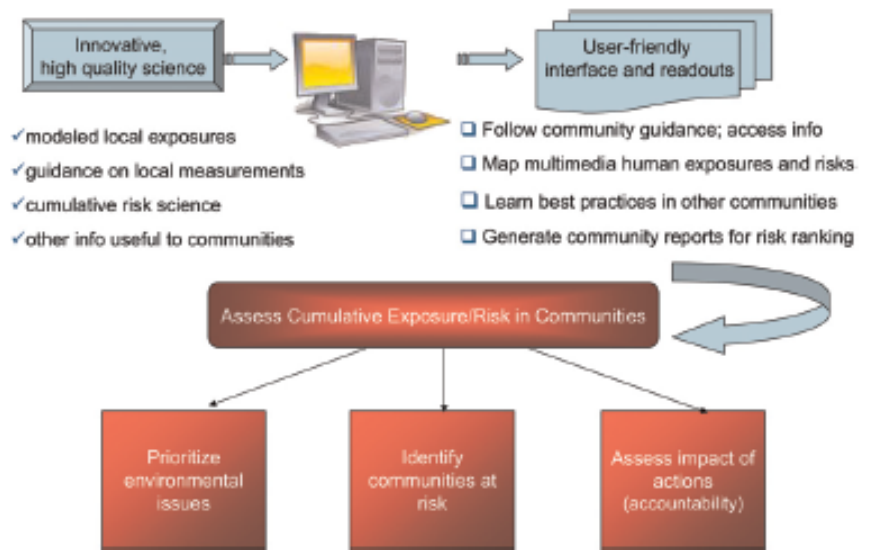 Innovative,
high quality science
User-friendly
interface and readouts
modeled local exposures
guidance on local measurements
cumulative risk science
other info useful to communities
Follow community guidance; access info
Map multimedia human exposures and risks
Learn best practices in other communities
Generate community reports for risk ranking
Assess Cumulative Exposure/Risk in Communities
Prioritize
environmental
issues
Identify
communities at
risk
Assess impact of
actions
(accountability)